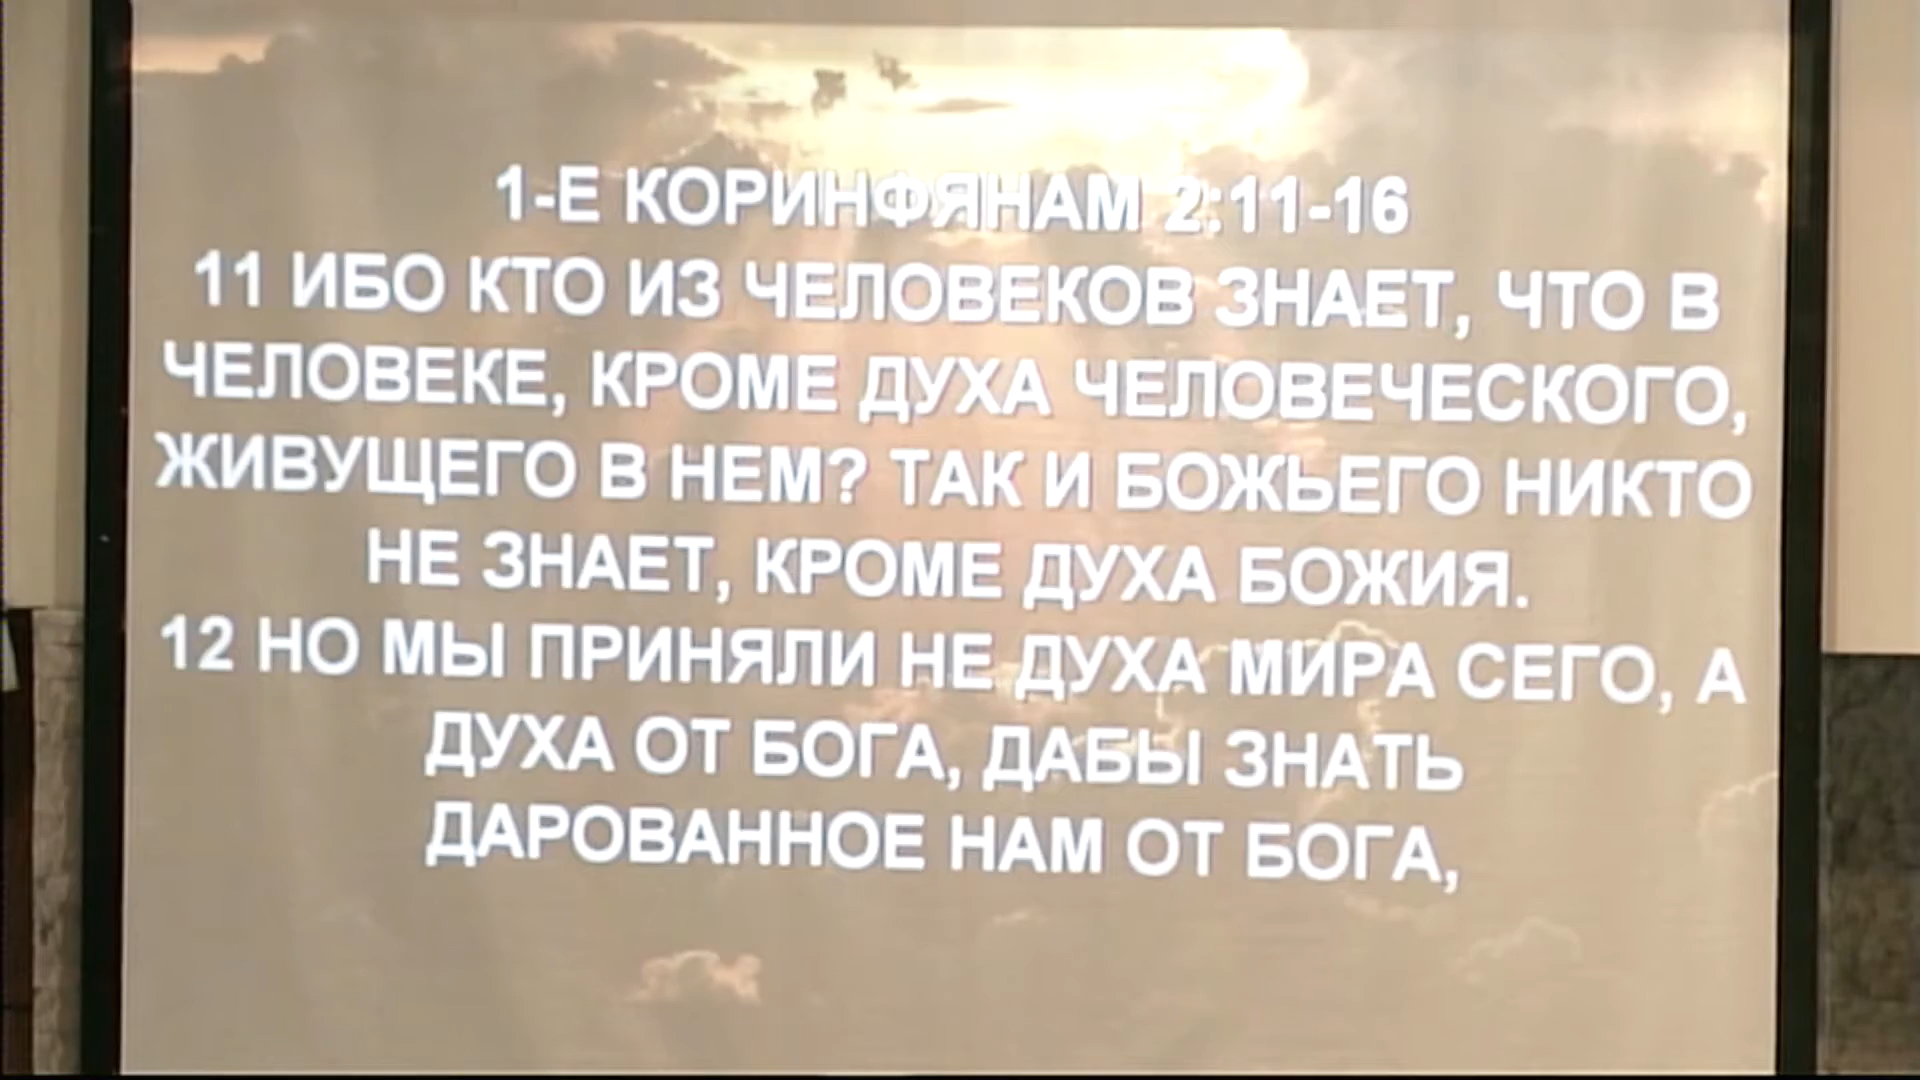 1-Е КОРИНФЯНАМ 2:11-16
11 ИБО КТО ИЗ ЧЕЛОВЕКОВ ЗНАЕТ, ЧТО В
ЧЕЛОВЕКЕ, КРОМЕ ДУХА ЧЕЛОВЕЧЕСКОГО,
ЖИВУЩЕГО В НЕМ? ТАК И БОЖЬЕГО НИКТО
НЕ ЗНАЕТ, КРОМЕ ДУХА БОЖИЯ.
12 НО МЫ ПРИНЯЛИ НЕ ДУХА МИРА СЕГО, А
ДУХА ОТ БОГА, ДАБЫ ЗНАТЬ
ДАРОВАННОЕ НАМ ОТ БОГА,